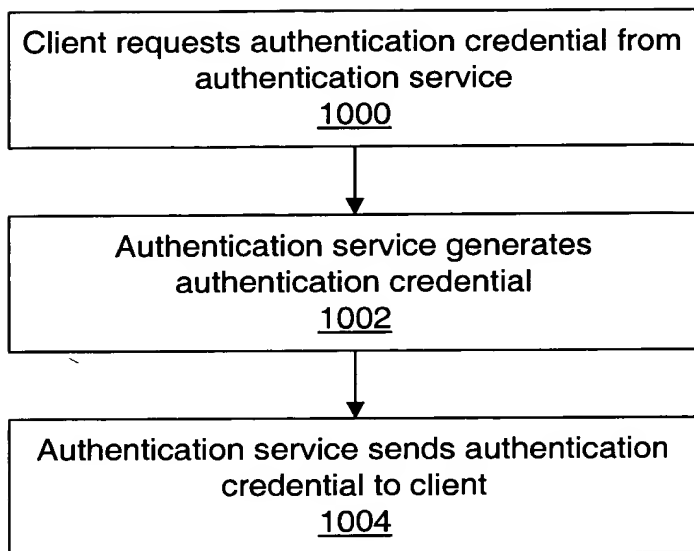 Client requests authentication credential from
authentication service
1000
Authentication service generates
authentication credential
1002
Authentication service sends authentication
credential to client
1004